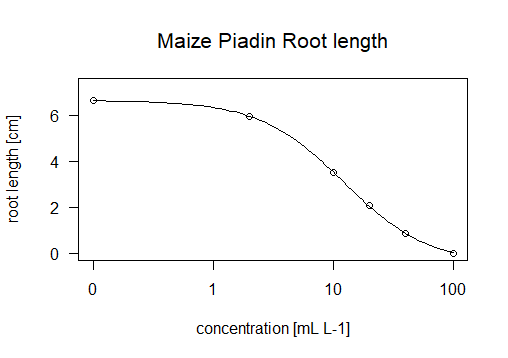 Maize Piadin Root length
root length [cm]
6
4
2
0
0 1 10 100
concentration [mL L-1]